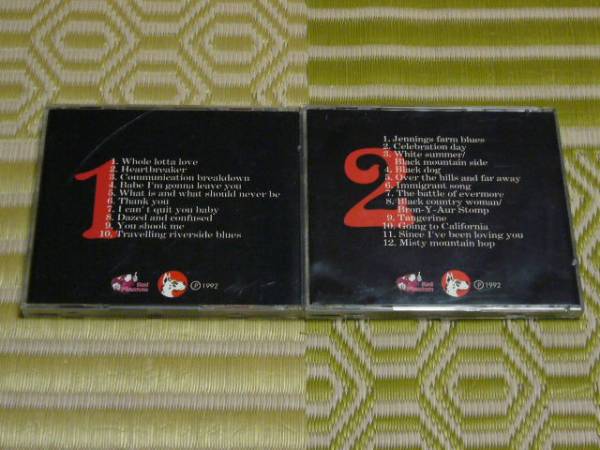 1
1. Whole lotta love
2. Heartbreaker
3. Communication breakdown
4. Babe I'm gonna leave you
5. What is and what should never be
6. Thank you
7. I can't quit you baby
8. Dazed and confused
9. You shook me
10. Travelling riverside blues
Red Phantom
℗ 1992
2
1. Jennings farm blues
2. Celebration day
3. White summer/
Black mountain side
4. Black dog
5. Over the hills and far away
6. Immigrant song
7. The battle of evermore
8. Black country woman/
Bron-Y-Aur Stomp
9. Tangerine
10. Going to California
11. Since I've been loving you
12. Misty mountain hop
Red Phantom
℗ 1992